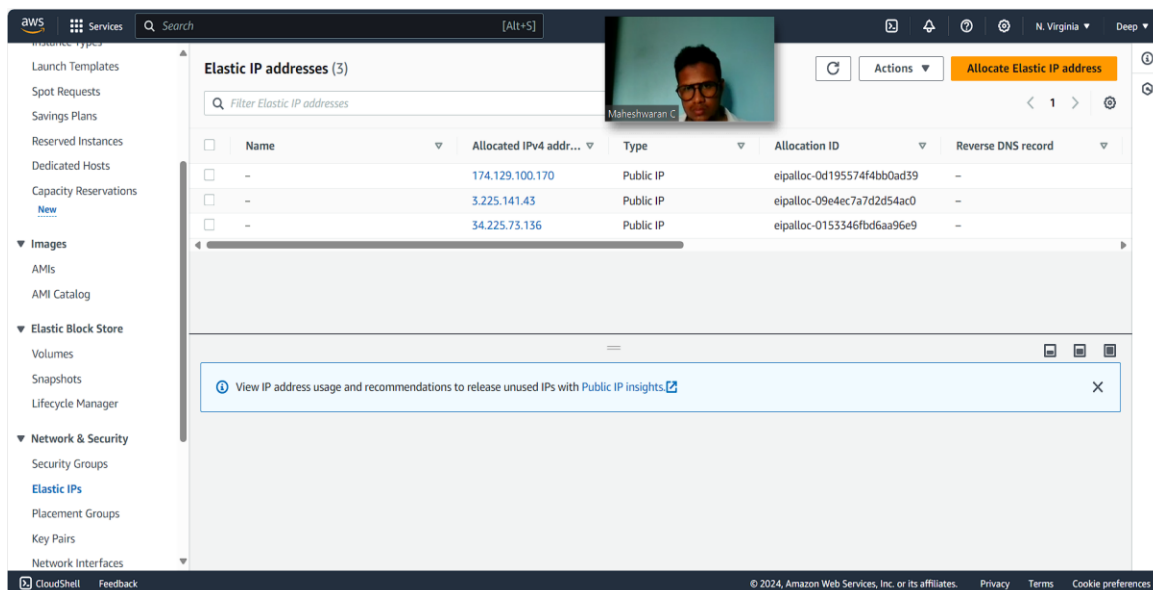 aws Services Search [Alt+S] N. Virginia Deep
Instance Types
Launch Templates
Spot Requests
Savings Plans
Reserved Instances
Dedicated Hosts
Capacity Reservations
New
Images
AMIs
AMI Catalog
Elastic Block Store
Volumes
Snapshots
Lifecycle Manager
Network & Security
Security Groups
Elastic IPs
Placement Groups
Key Pairs
Network Interfaces
Elastic IP addresses (3) Actions Allocate Elastic IP address
Filter Elastic IP addresses 1
Maheshwaran C
Name Allocated IPv4 addr... Type Allocation ID Reverse DNS record
– 174.129.100.170 Public IP eipalloc-0d195574f4bb0ad39 –
– 3.225.141.43 Public IP eipalloc-09e4ec7a7d2d54ac0 –
– 34.225.73.136 Public IP eipalloc-0153346fbd6aa96e9 –
View IP address usage and recommendations to release unused IPs with Public IP insights.
CloudShell Feedback © 2024, Amazon Web Services, Inc. or its affiliates. Privacy Terms Cookie preferences